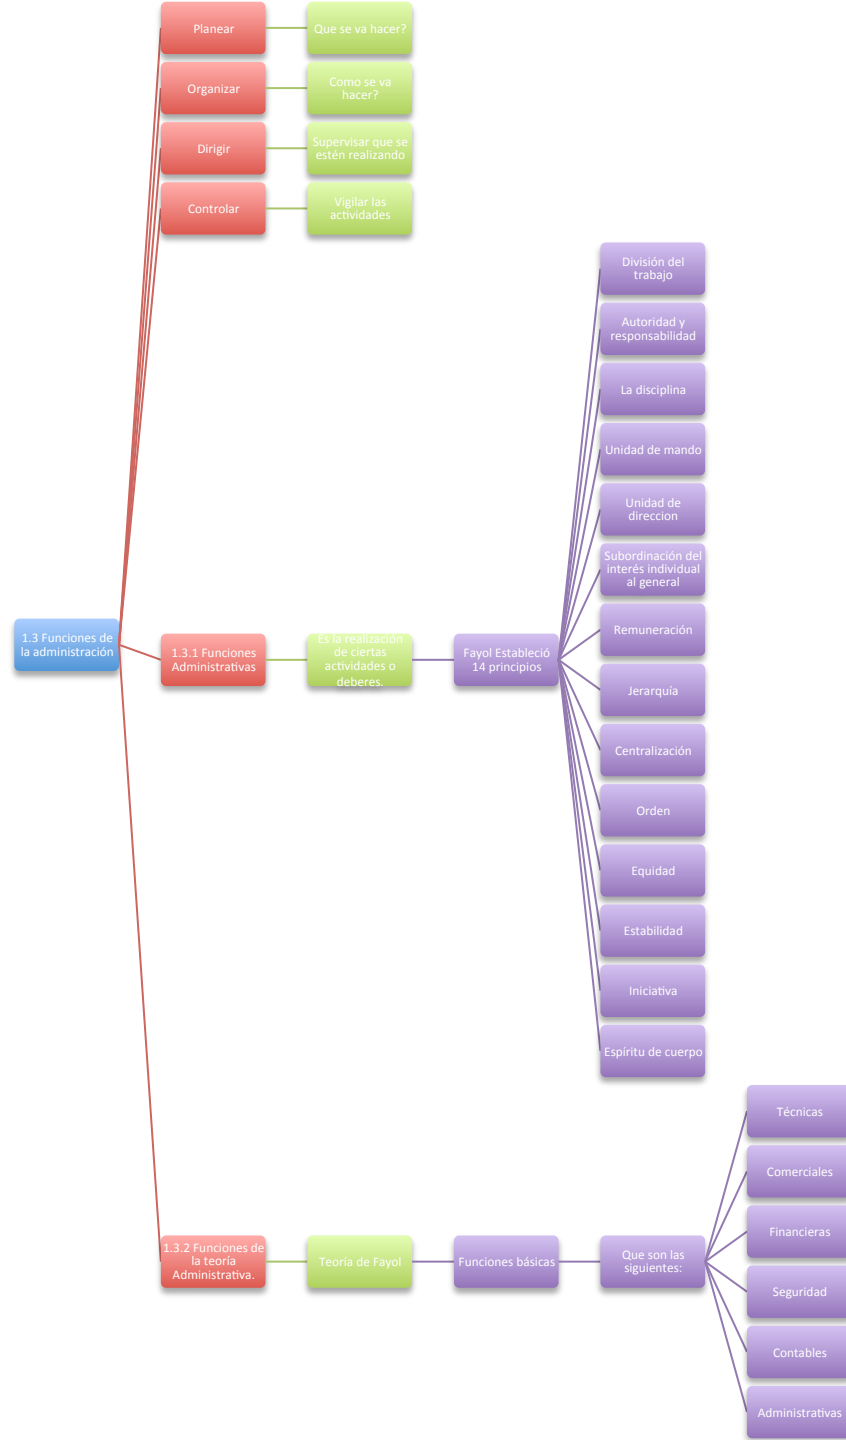 Planear
Que se va hacer?
Organizar
Como se va
hacer?
Dirigir
Supervisar que se
estén realizando
Controlar
Vigilar las
actividades
1.3 Funciones de
la administración
1.3.1 Funciones
Administrativas
Es la realización
de ciertas
actividades o
deberes.
Fayol Estableció
14 principios
División del
trabajo
Autoridad y
responsabilidad
La disciplina
Unidad de mando
Unidad de
direccion
Subordinación del
interés individual
al general
Remuneración
Jerarquía
Centralización
Orden
Equidad
Estabilidad
Iniciativa
Espíritu de cuerpo
1.3.2 Funciones de
la teoría
Administrativa.
Teoría de Fayol
Funciones básicas
Que son las
siguientes:
Técnicas
Comerciales
Financieras
Seguridad
Contables
Administrativas